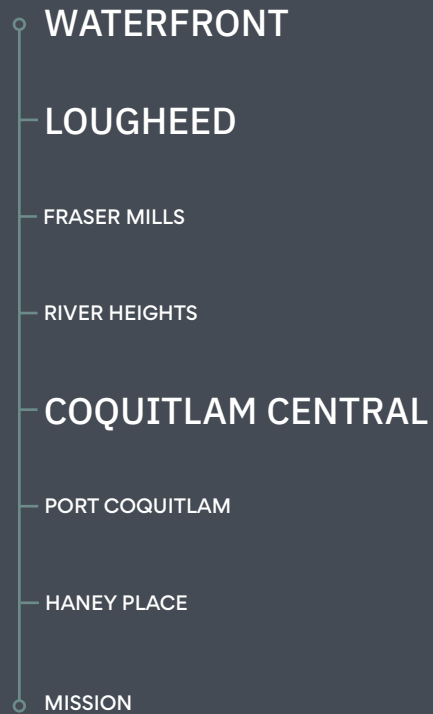 WATERFRONT
LOUGHEED
FRASER MILLS
RIVER HEIGHTS
COQUITLAM CENTRAL
PORT COQUITLAM
HANEY PLACE
MISSION